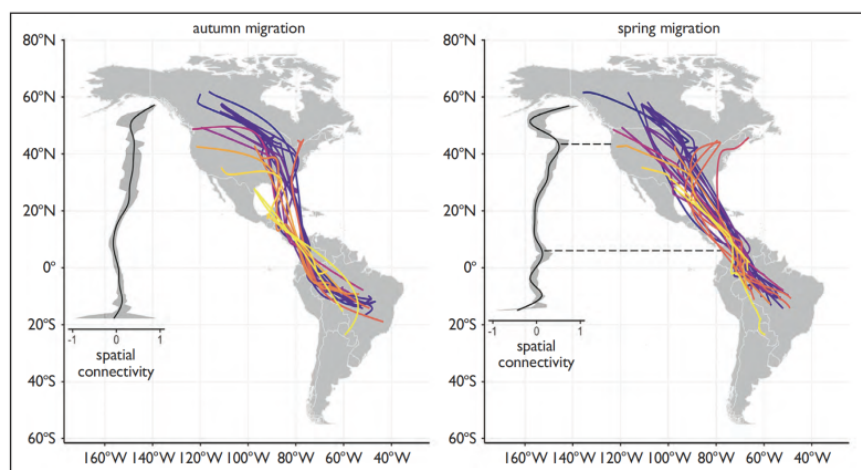 autumn migration
80°N
60°N
40°N
20°N
0°
20°S
40°S
60°S
-1 0 1
spatial
connectivity
160°W 140°W 120°W 100°W 80°W 60°W 40°W
spring migration
80°N
60°N
40°N
20°N
0°
20°S
40°S
60°S
-1 0 1
spatial
connectivity
160°W 140°W 120°W 100°W 80°W 60°W 40°W